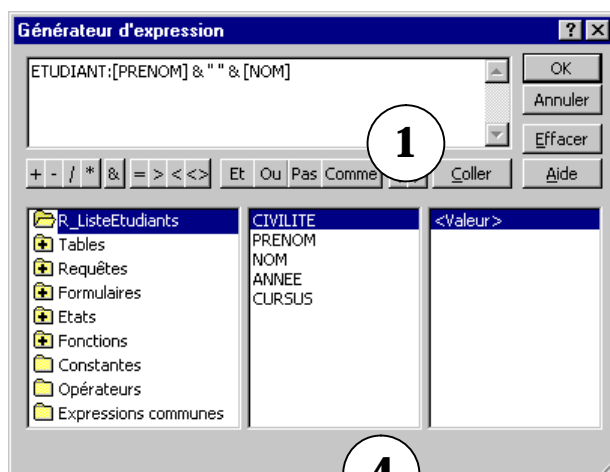 Générateur d'expression
ETUDIANT:[PRENOM] & " " & [NOM]
OK
Annuler
Effacer
1
+ - / * & = > < <> Et Ou Pas Comme Coller Aide
R_ListeEtudiants
Tables
Requêtes
Formulaires
Etats
Fonctions
Constantes
Opérateurs
Expressions communes
CIVILITE
PRENOM
NOM
ANNEE
CURSUS
<Valeur>
4